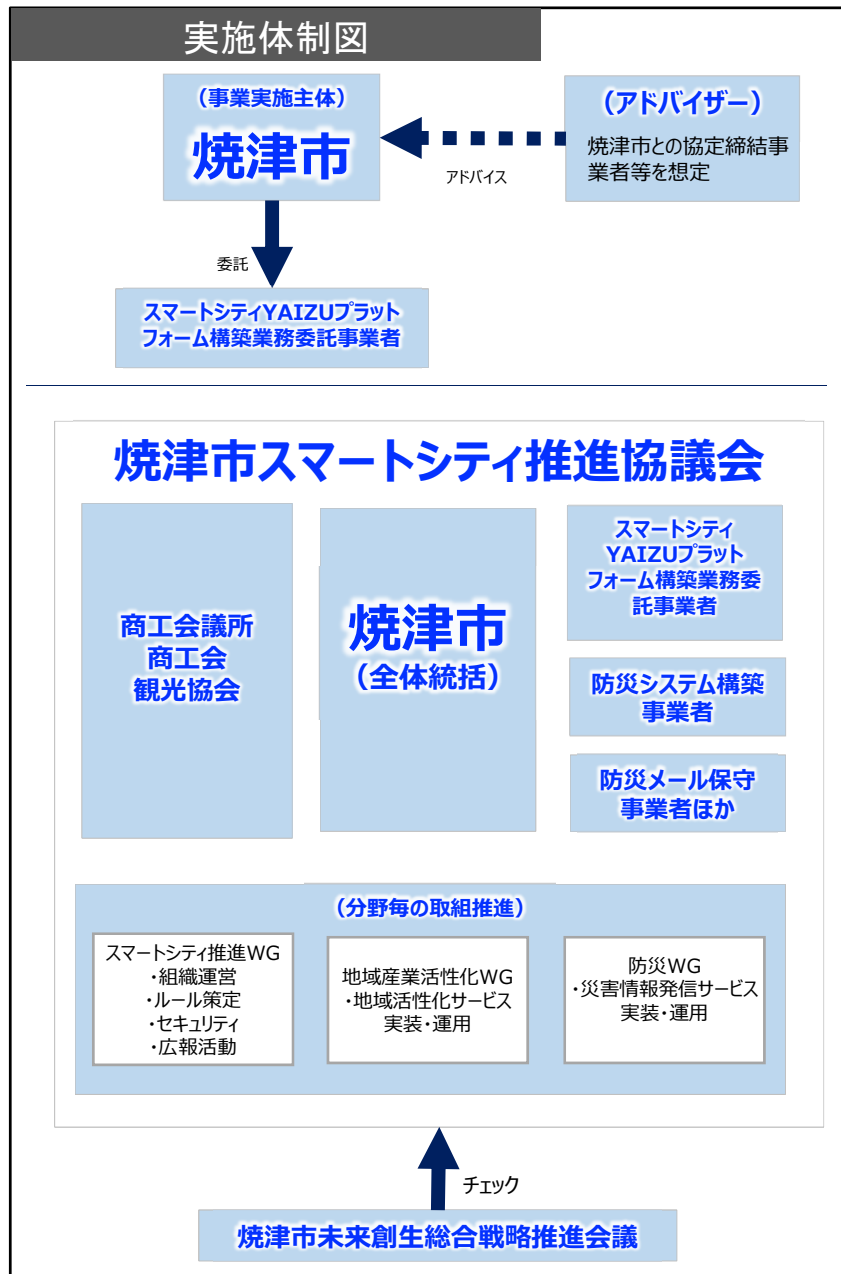 実施体制図
（事業実施主体）
焼津市
（アドバイザー）
焼津市との協定締結事
業者等を想定
アドバイス
委託
スマートシティYAIZUプラット
フォーム構築業務委託事業者
焼津市スマートシティ推進協議会
商工会議所
商工会
観光協会
焼津市
（全体統括）
スマートシティ
YAIZUプラット
フォーム構築業務委
託事業者
防災システム構築
事業者
防災メール保守
事業者ほか
（分野毎の取組推進）
スマートシティ推進WG
・組織運営
・ルール策定
・セキュリティ
・広報活動
地域産業活性化WG
・地域活性化サービス
実装・運用
防災WG
・災害情報発信サービス
実装・運用
チェック
焼津市未来創生総合戦略推進会議